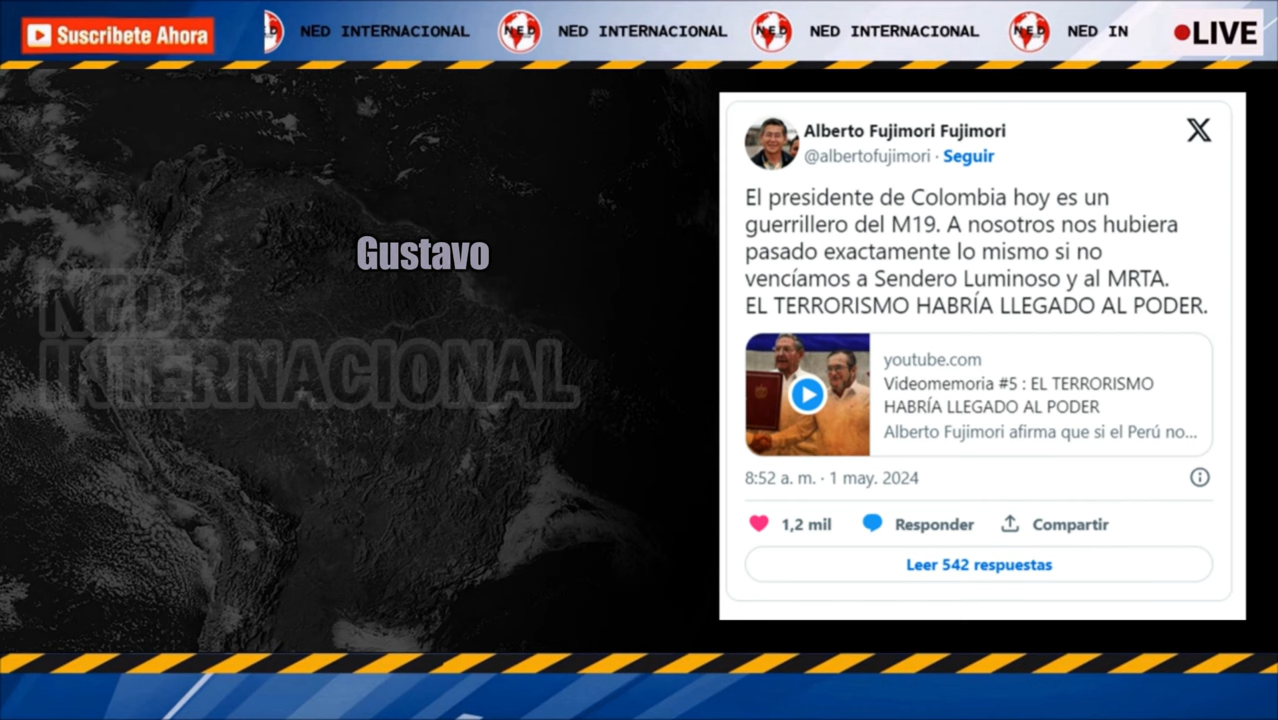 Suscribete Ahora
NED NED INTERNACIONAL NED NED INTERNACIONAL NED NED INTERNACIONAL NED NED IN
LIVE
Gustavo
NED
INTERNACIONAL
Alberto Fujimori Fujimori
@albertofujimori · Seguir
El presidente de Colombia hoy es un
guerrillero del M19. A nosotros nos hubiera
pasado exactamente lo mismo si no
vencíamos a Sendero Luminoso y al MRTA.
EL TERRORISMO HABRÍA LLEGADO AL PODER.
youtube.com
Videomemoria #5 : EL TERRORISMO
HABRÍA LLEGADO AL PODER
Alberto Fujimori afirma que si el Perú no...
8:52 a. m. · 1 may. 2024
1,2 mil Responder Compartir
Leer 542 respuestas